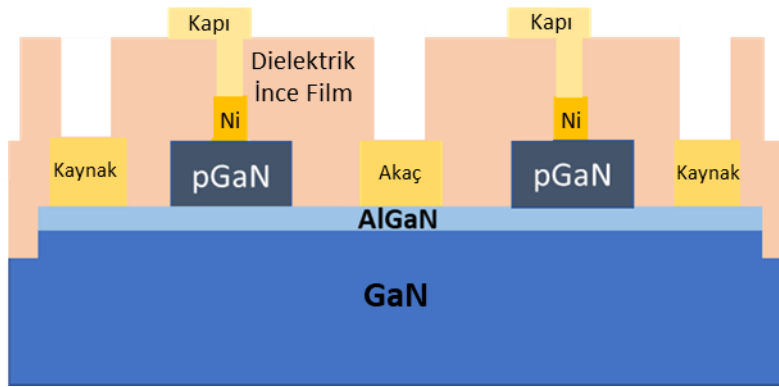 Kapı
Kapı
Dielektrik
İnce Film
Ni
Ni
Kaynak
pGaN
Akaç
pGaN
Kaynak
AlGaN
GaN